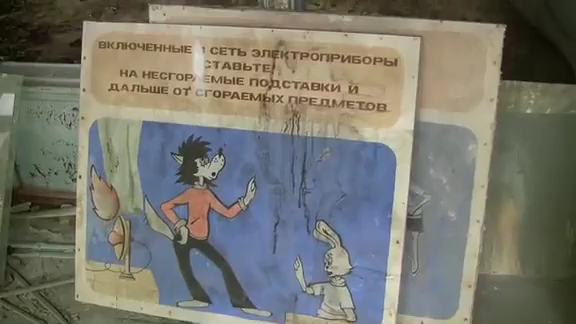 ВКЛЮЧЕННЫЕ В СЕТЬ ЭЛЕКТРОПРИБОРЫ
СТАВЬТЕ
НА НЕСГОРАЕМЫЕ ПОДСТАВКИ И
ДАЛЬШЕ ОТ СГОРАЕМЫХ ПРЕДМЕТОВ.